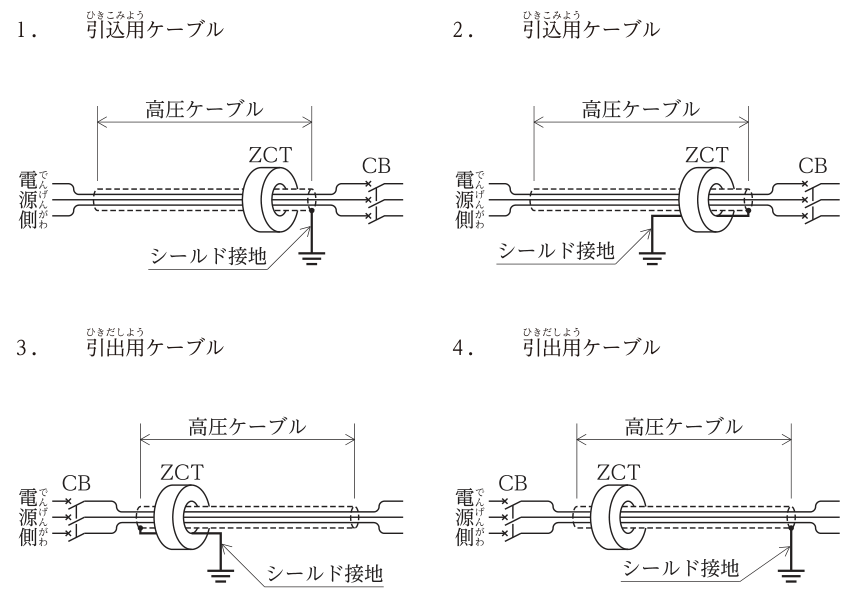 1. 引込用ケーブル
ひきこみよう
高圧ケーブル
ZCT
CB
電源側
でんげんがわ
シールド接地
2. 引込用ケーブル
ひきこみよう
高圧ケーブル
ZCT
CB
電源側
でんげんがわ
シールド接地
3. 引出用ケーブル
ひきだしよう
高圧ケーブル
CB
ZCT
電源側
でんげんがわ
シールド接地
4. 引出用ケーブル
ひきだしよう
高圧ケーブル
CB
ZCT
電源側
でんげんがわ
シールド接地